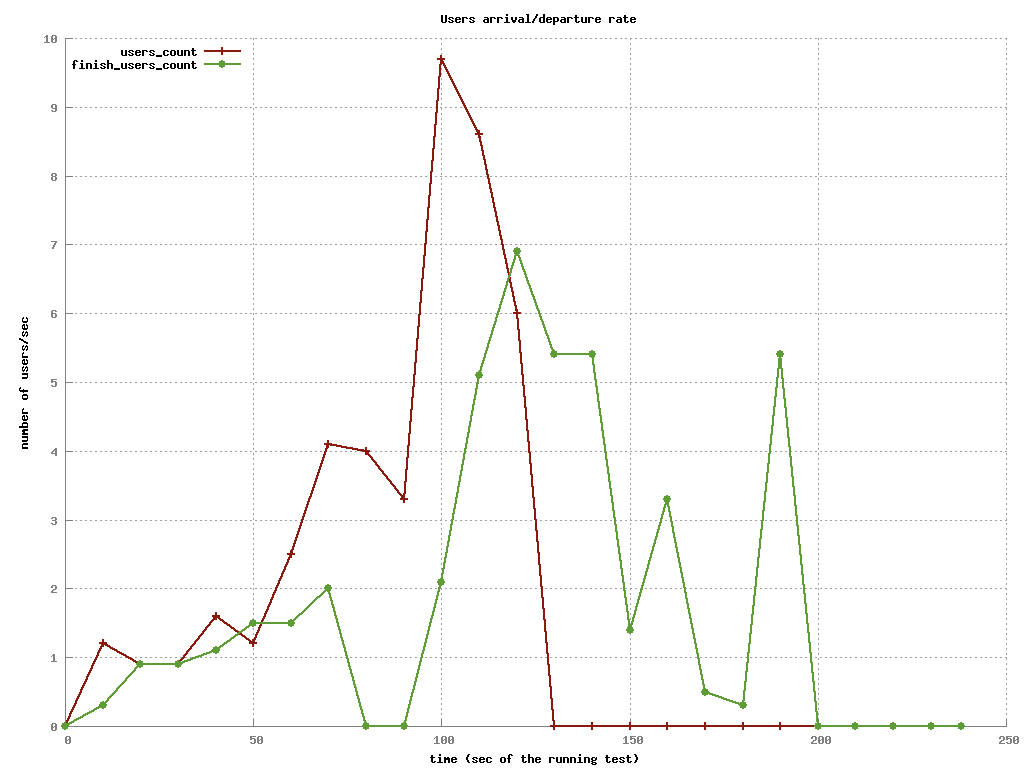 Users arrival/departure rate
users_count
finish_users_count
number of users/sec
10
9
8
7
6
5
4
3
2
1
0
0 50 100 150 200 250
time (sec of the running test)